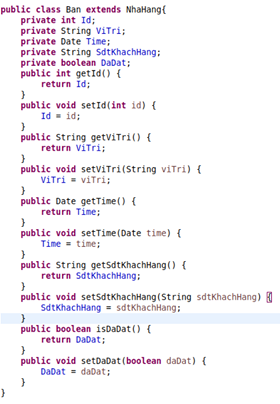 public class Ban extends NhaHang{
    private int Id;
    private String ViTri;
    private Date Time;
    private String SdtKhachHang;
    private boolean DaDat;
    public int getId() {
        return Id;
    }
    public void setId(int id) {
        Id = id;
    }
    public String getViTri() {
        return ViTri;
    }
    public void setViTri(String viTri) {
        ViTri = viTri;
    }
    public Date getTime() {
        return Time;
    }
    public void setTime(Date time) {
        Time = time;
    }
    public String getSdtKhachHang() {
        return SdtKhachHang;
    }
    public void setSdtKhachHang(String sdtKhachHang) {
        SdtKhachHang = sdtKhachHang;
    }
    public boolean isDaDat() {
        return DaDat;
    }
    public void setDaDat(boolean daDat) {
        DaDat = daDat;
    }
}